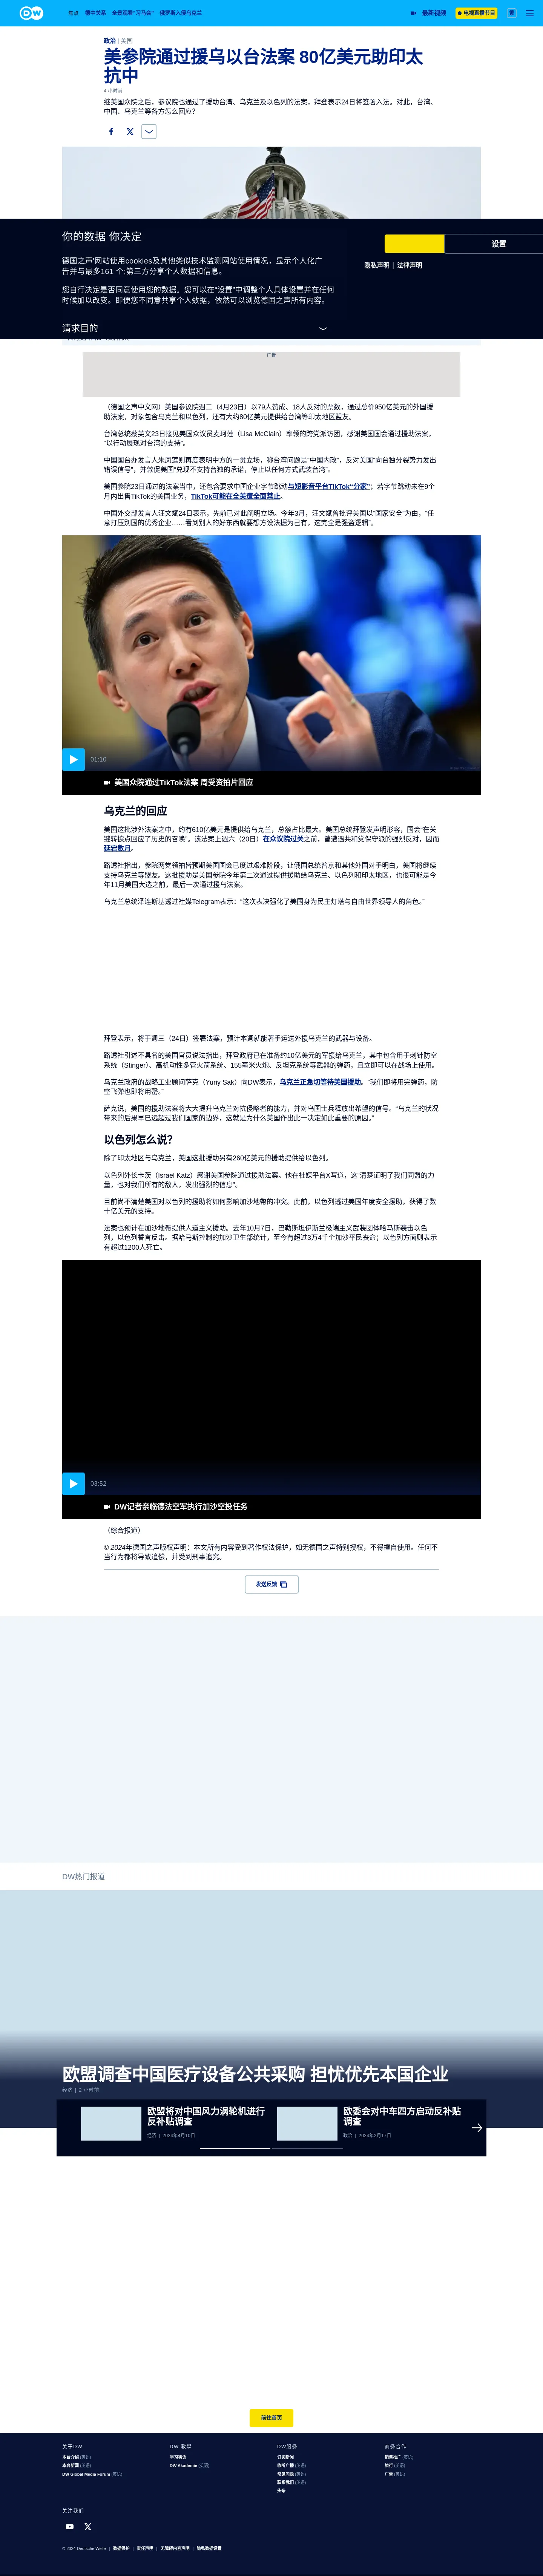 DW
焦点 德中关系 全景观看"习马会" 俄罗斯入侵乌克兰
最新视频 电视直播节目 繁
政治 | 美国
美参院通过援乌以台法案 80亿美元助印太
抗中
4 小时前
继美国众院之后，参议院也通过了援助台湾、乌克兰及以色列的法案，拜登表示24日将签署入法。对此，台湾、
中国、乌克兰等各方怎么回应？
你的数据 你决定
德国之声'网站使用cookies及其他类似技术监测网站使用情况，显示个人化广
告并与最多161 个;第三方分享个人数据和信息。
您自行决定是否同意使用您的数据。您可以在"设置"中调整个人具体设置并在任何
时候加以改变。即便您不同意共享个人数据，依然可以浏览德国之声所有内容。
请求目的
设置
隐私声明 | 法律声明
广告
（德国之声中文网）美国参议院週二（4月23日）以79人赞成、18人反对的票数，通过总价950亿美元的外国援
助法案，对象包含乌克兰和以色列，还有大约80亿美元提供给台湾等印太地区盟友。
台湾总统蔡英文23日接见美国众议员麦珂莲（Lisa McClain）率领的跨党派访团，感谢美国国会通过援助法案，
"以行动展现对台湾的支持"。
中国国台办发言人朱凤莲则再度表明中方的一贯立场，称台湾问题是"中国内政"，反对美国"向台独分裂势力发出
错误信号"，并敦促美国"兑现不支持台独的承诺，停止以任何方式武装台湾"。
美国参院23日通过的法案当中，还包含要求中国企业字节跳动与短影音平台TikTok"分家"；若字节跳动未在9个
月内出售TikTok的美国业务，TikTok可能在全美遭全面禁止。
中国外交部发言人汪文斌24日表示，先前已对此阐明立场。今年3月，汪文斌曾批评美国以"国家安全"为由，"任
意打压别国的优秀企业……看到别人的好东西就要想方设法据为己有，这完全是强盗逻辑"。
01:10
美国众院通过TikTok法案 周受资拍片回应
乌克兰的回应
美国这批涉外法案之中，约有610亿美元是提供给乌克兰，总额占比最大。美国总统拜登发声明形容，国会"在关
键转捩点回应了历史的召唤"。该法案上週六（20日）在众议院过关之前，曾遭遇共和党保守派的强烈反对，因而
延宕数月。
路透社指出，参院两党领袖皆预期美国国会已度过艰难阶段，让俄国总统普京和其他外国对手明白，美国将继续
支持乌克兰等盟友。这批援助是美国参院今年第二次通过提供援助给乌克兰、以色列和印太地区，也很可能是今
年11月美国大选之前，最后一次通过援乌法案。
乌克兰总统泽连斯基透过社媒Telegram表示："这次表决强化了美国身为民主灯塔与自由世界领导人的角色。"
拜登表示，将于週三（24日）签署法案，预计本週就能著手运送外援乌克兰的武器与设备。
路透社引述不具名的美国官员说法指出，拜登政府已在准备约10亿美元的军援给乌克兰，其中包含用于刺针防空
系统（Stinger）、高机动性多管火箭系统、155毫米火炮、反坦克系统等武器的弹药，且立即可以在战场上使用。
乌克兰政府的战略工业顾问萨克（Yuriy Sak）向DW表示，乌克兰正急切等待美国援助。"我们即将用完弹药，防
空飞弹也即将用罄。"
萨克说，美国的援助法案将大大提升乌克兰对抗侵略者的能力，并对乌国士兵释放出希望的信号。"乌克兰的状况
带来的后果早已远超过我们国家的边界，这就是为什么美国作出此一决定如此重要的原因。"
以色列怎么说？
除了印太地区与乌克兰，美国这批援助另有260亿美元的援助提供给以色列。
以色列外长卡茨（Israel Katz）感谢美国参院通过援助法案。他在社媒平台X写道，这"清楚证明了我们同盟的力
量，也对我们所有的敌人，发出强烈的信息"。
目前尚不清楚美国对以色列的援助将如何影响加沙地带的冲突。此前，以色列透过美国年度安全援助，获得了数
十亿美元的支持。
法案也预计在加沙地带提供人道主义援助。去年10月7日，巴勒斯坦伊斯兰极端主义武装团体哈马斯袭击以色
列，以色列誓言反击。据哈马斯控制的加沙卫生部统计，至今有超过3万4千个加沙平民丧命；以色列方面则表示
有超过1200人死亡。
03:52
DW记者亲临德法空军执行加沙空投任务
（综合报道）
© 2024年德国之声版权声明：本文所有内容受到著作权法保护，如无德国之声特别授权，不得擅自使用。任何不
当行为都将导致追偿，并受到刑事追究。
发送反馈
DW热门报道
欧盟调查中国医疗设备公共采购 担忧优先本国企业
经济 | 2 小时前
欧盟将对中国风力涡轮机进行
反补贴调查
经济 | 2024年4月10日
欧委会对中车四方启动反补贴
调查
政治 | 2024年2月17日
前往首页
关于DW
本台介绍 (英语)
本台新闻 (英语)
DW Global Media Forum (英语)
DW 教學
学习德语
DW Akademie (英语)
DW服务
订阅新闻
收听广播 (英语)
常见问题 (英语)
联系我们 (英语)
头条
商务合作
销售推广 (英语)
旅行 (英语)
广告 (英语)
关注我们
© 2024 Deutsche Welle | 数据保护 | 责任声明 | 无障碍内容声明 | 隐私数据设置